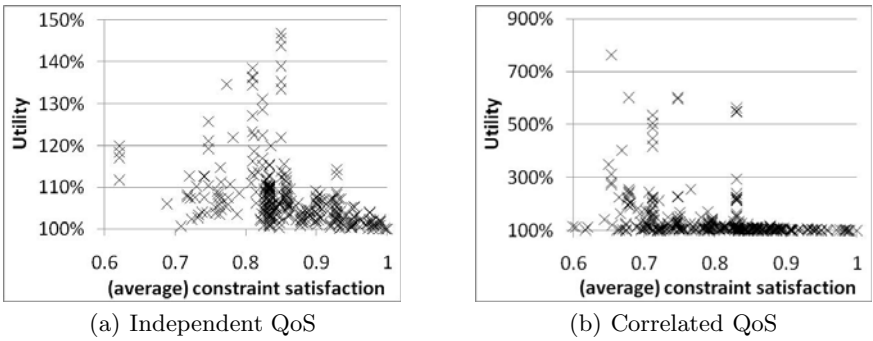 150%
140%
130%
120%
110%
100%
Utility
0.6 0.7 0.8 0.9 1
(average) constraint satisfaction
(a) Independent QoS
900%
700%
500%
300%
100%
Utility
0.6 0.7 0.8 0.9 1
(average) constraint satisfaction
(b) Correlated QoS